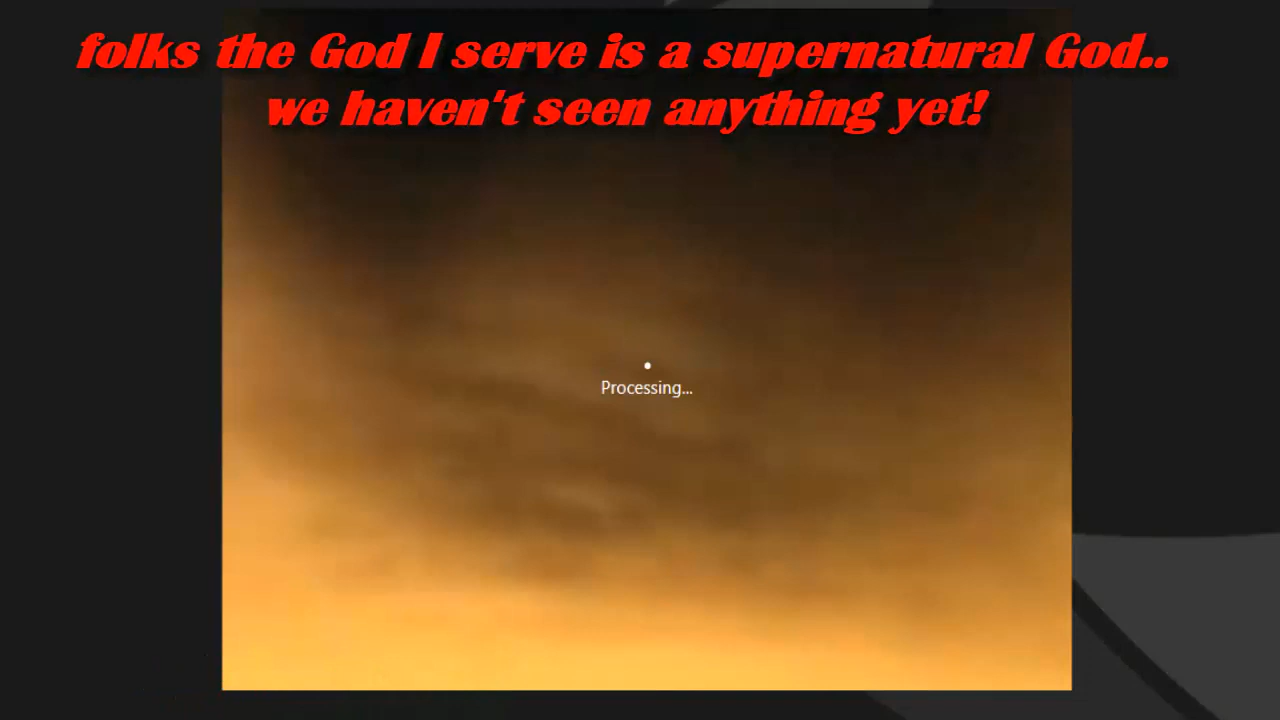 folks the God I serve is a supernatural God..
we haven't seen anything yet!
Processing...